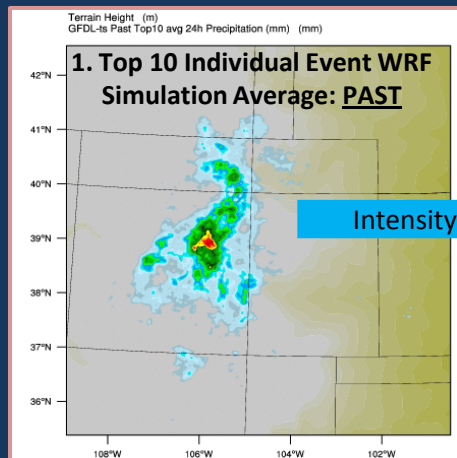 Terrain Height (m)
GFDL-ts Past Top10 avg 24h Precipitation (mm) (mm)
1. Top 10 Individual Event WRF
Simulation Average: PAST
42°N
41°N
40°N
Intensity
39°N
38°N
37°N
36°N
108°W 106°W 104°W 102°W